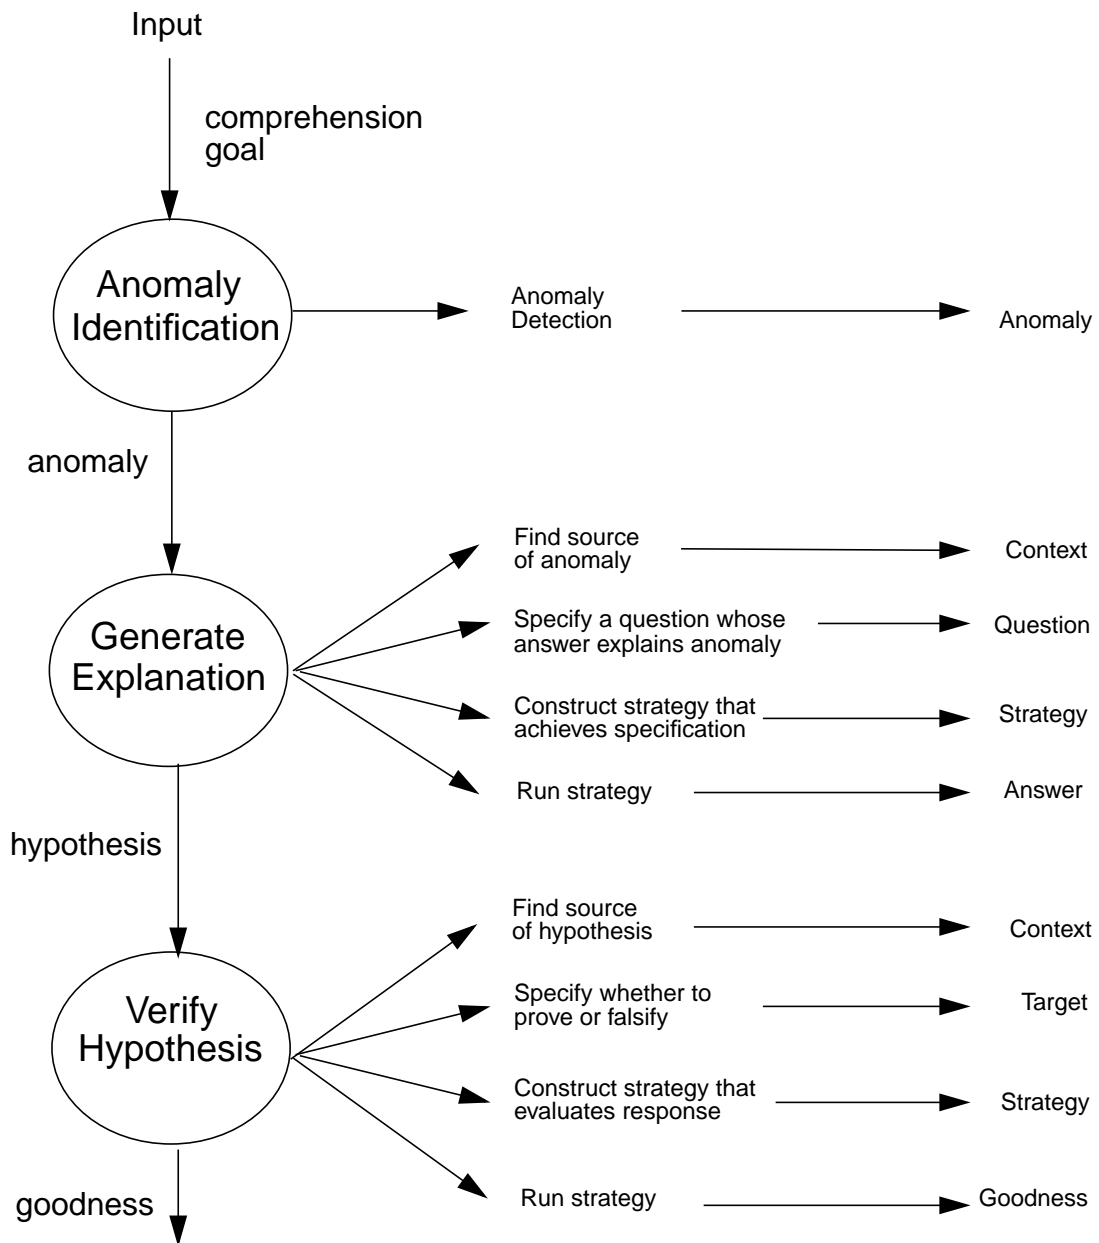 Input
comprehension
goal
Anomaly
Identification
Anomaly
Detection
Anomaly
anomaly
Find source
of anomaly
Context
Generate
Explanation
Specify a question whose
answer explains anomaly
Question
Construct strategy that
achieves specification
Strategy
Run strategy
Answer
hypothesis
Find source
of hypothesis
Context
Verify
Hypothesis
Specify whether to
prove or falsify
Target
Construct strategy that
evaluates response
Strategy
Run strategy
Goodness
goodness